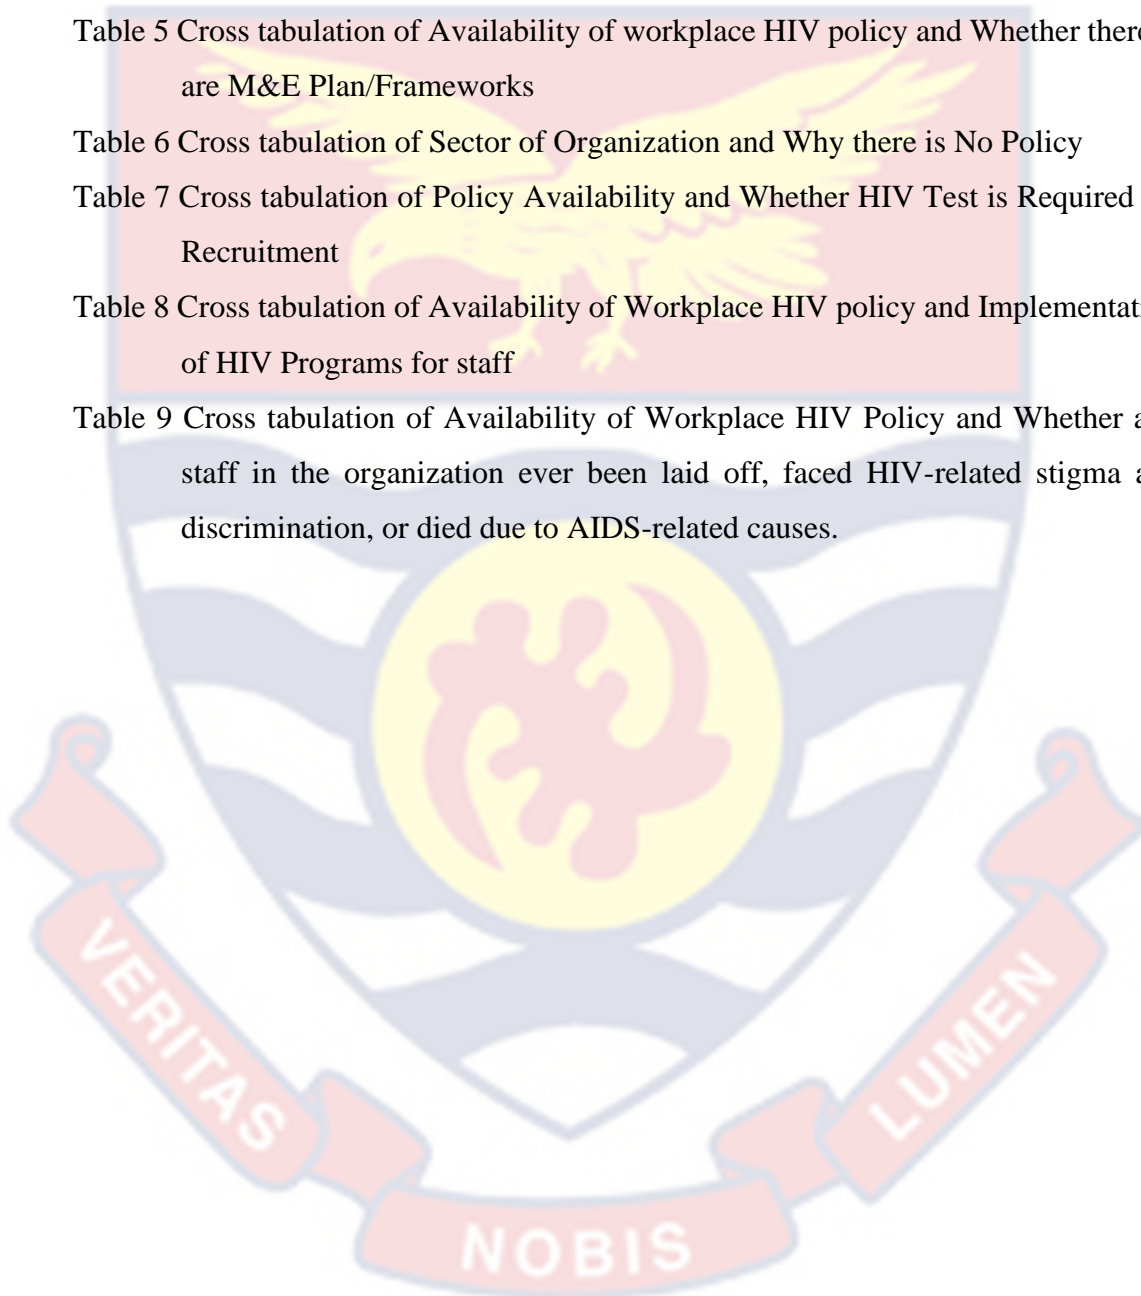 Table 5 Cross tabulation of Availability of workplace HIV policy and Whether there
are M&E Plan/Frameworks
Table 6 Cross tabulation of Sector of Organization and Why there is No Policy
Table 7 Cross tabulation of Policy Availability and Whether HIV Test is Required
Recruitment
Table 8 Cross tabulation of Availability of Workplace HIV policy and
of HIV Programs for staff
Table 9 Cross tabulation of Availability of Workplace HIV Policy and Whether
staff in the organization ever been laid off, faced HIV-related stigma
discrimination, or died due to AIDS-related causes.
VERITAS
NOBIS
LUMEN